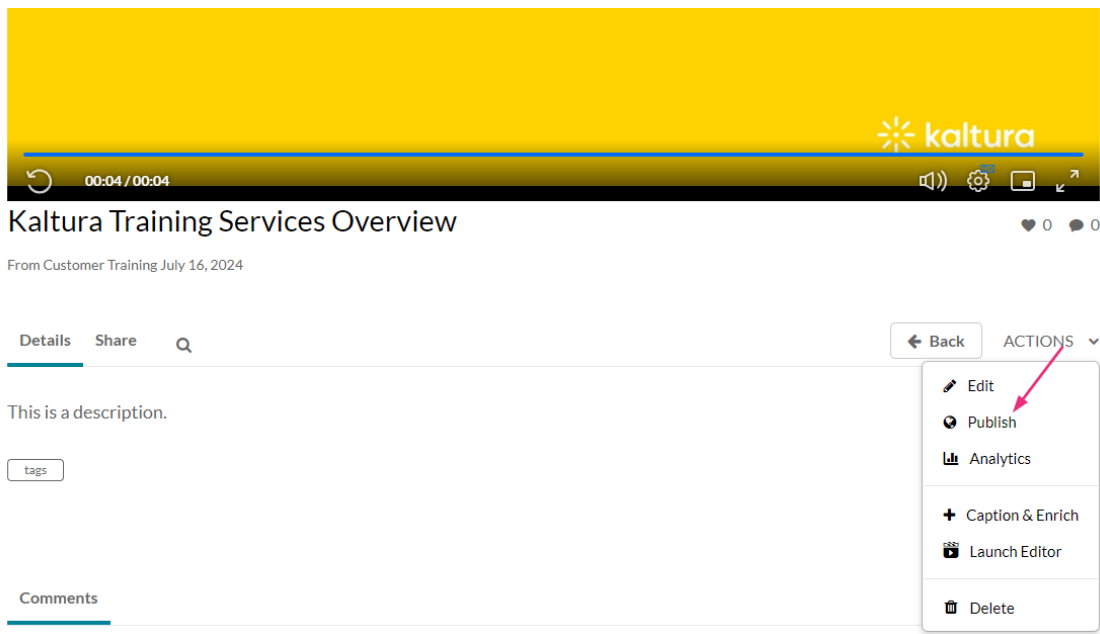 kaltura
00:04 / 00:04
Kaltura Training Services Overview
0 0
From Customer Training July 16, 2024
Details Share Back ACTIONS
Edit
This is a description.
Publish
Analytics
tags
Caption & Enrich
Launch Editor
Comments
Delete